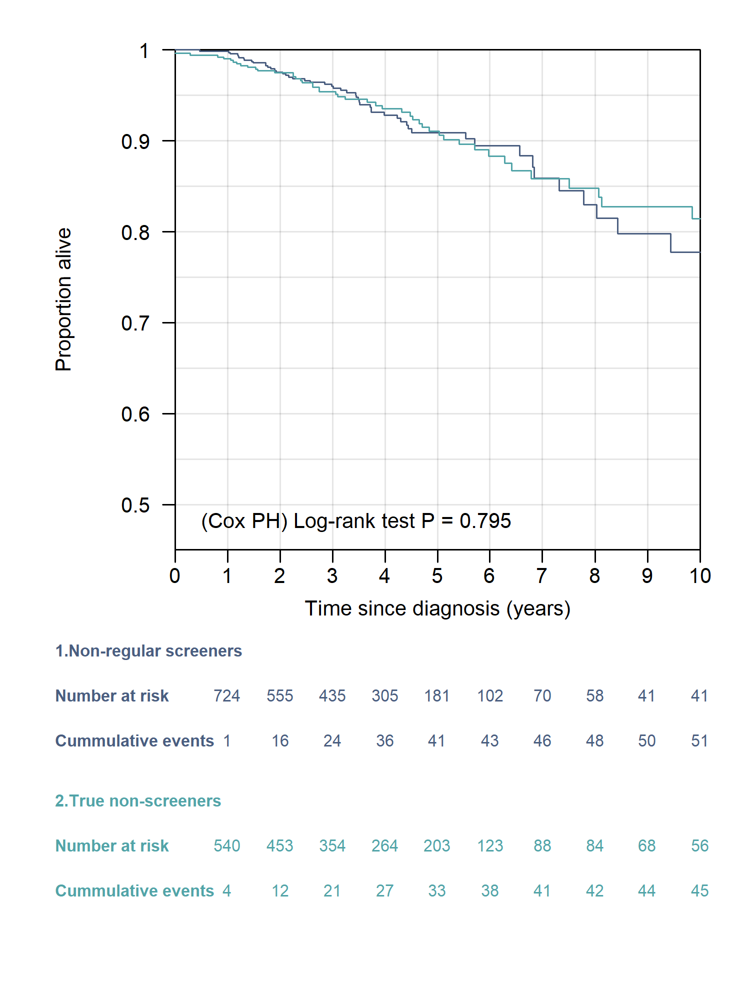 1
0.9
0.8
0.7
0.6
0.5
Proportion alive
(Cox PH) Log-rank test P = 0.795
0 1 2 3 4 5 6 7 8 9 10
Time since diagnosis (years)
1.Non-regular screeners
Number at risk 724 555 435 305 181 102 70 58 41 41
Cummulative events 1 16 24 36 41 43 46 48 50 51
2.True non-screeners
Number at risk 540 453 354 264 203 123 88 84 68 56
Cummulative events 4 12 21 27 33 38 41 42 44 45